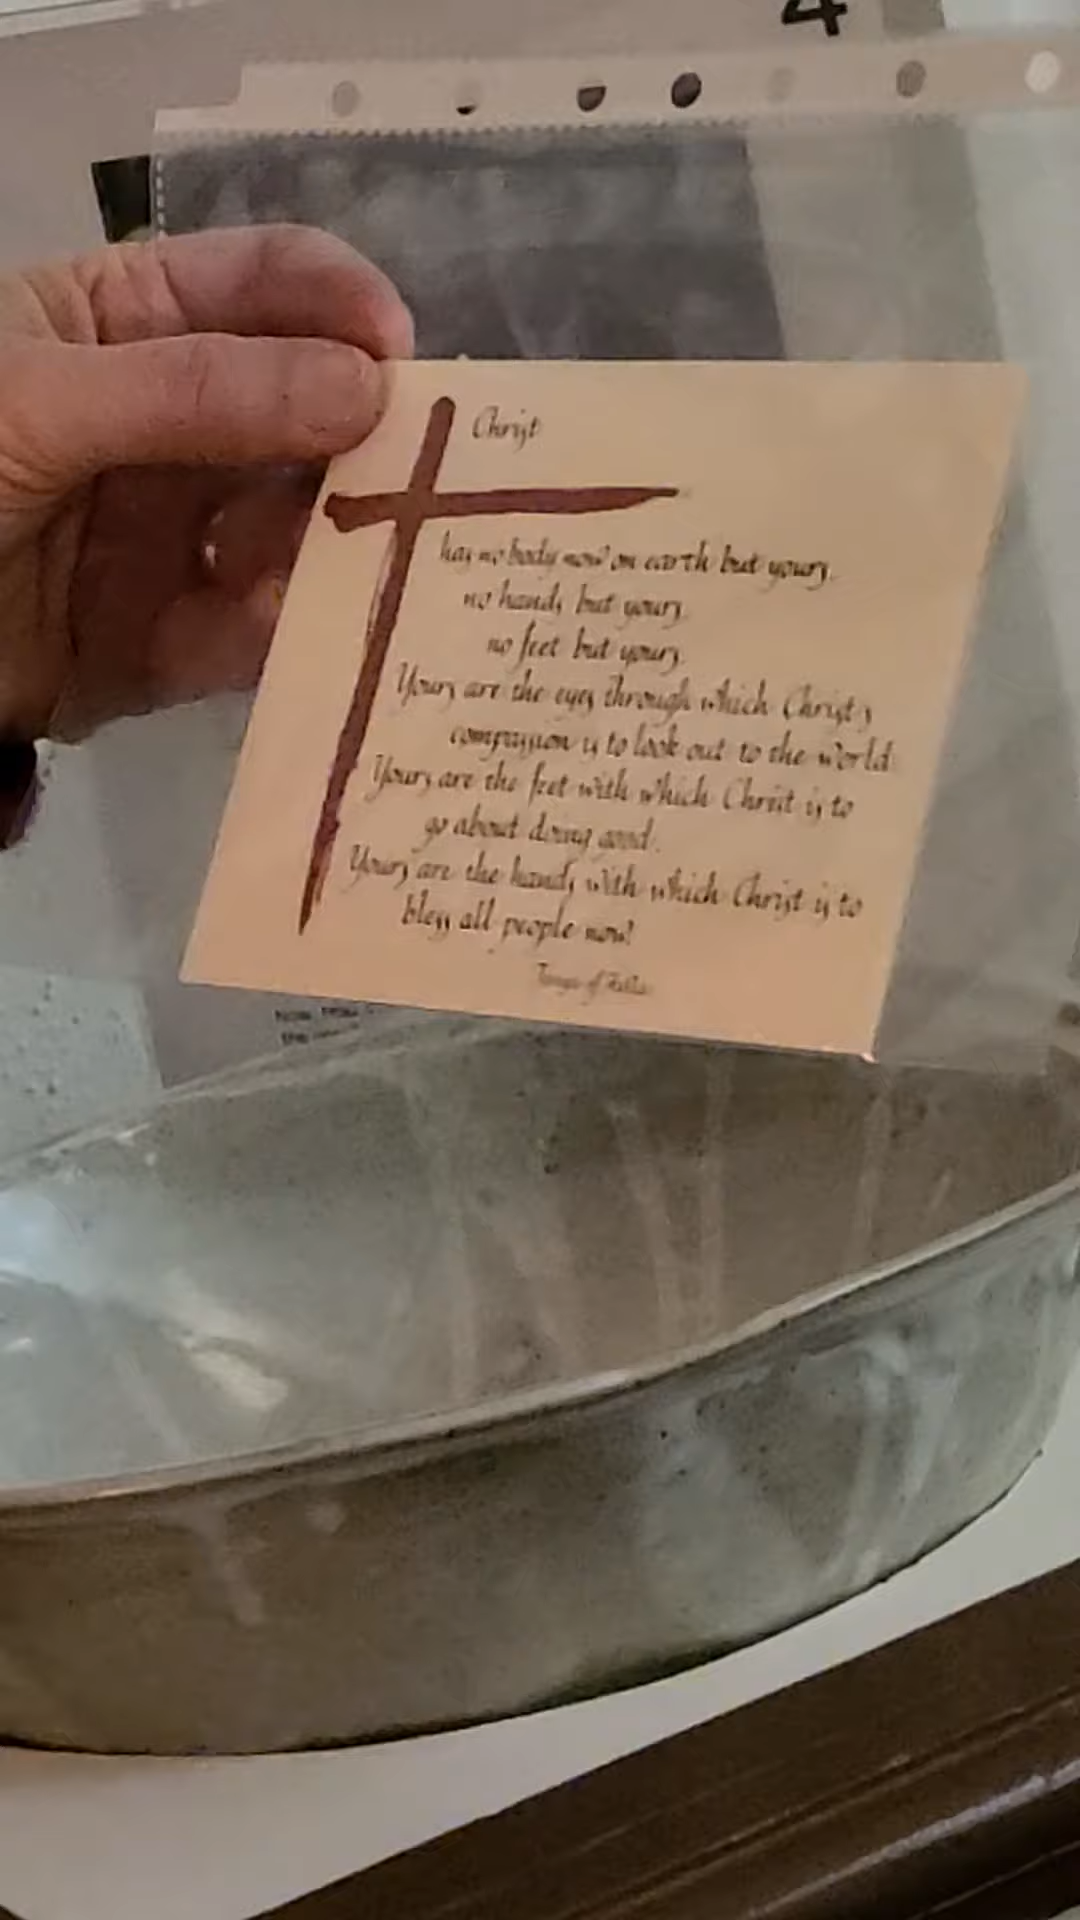 4
Christ
has no body now on earth but yours,
no hands but yours,
no feet but yours,
Yours are the eyes through which Christ's
compassion is to look out to the world.
Yours are the feet with which Christ is to
go about doing good.
Yours are the hands with which Christ is to
bless all people now!
of
the